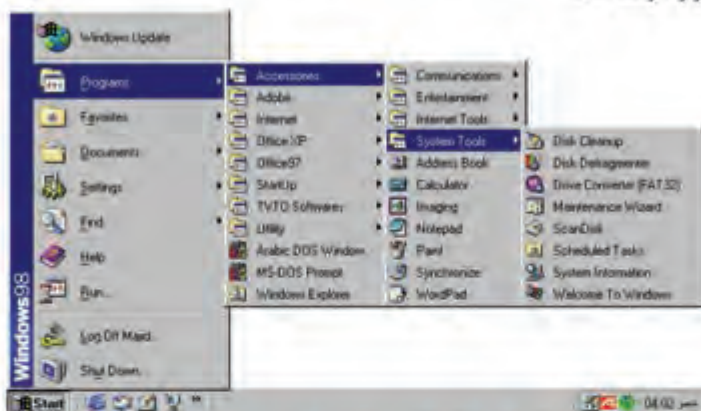 Windows Update
Programs
Favorites
Documents
Settings
Find
Help
Run...
Log Off Majid...
Shut Down...
Windows98
Accessories
Adobe
Internet
Office XP
Office97
StartUp
TVTO Softwares
Utility
Arabic DOS Window
MS-DOS Prompt
Windows Explorer
Communications
Entertainment
Internet Tools
System Tools
Address Book
Calculator
Imaging
Notepad
Paint
Synchronize
WordPad
Disk Cleanup
Disk Defragmenter
Drive Converter (FAT32)
Maintenance Wizard
ScanDisk
Scheduled Tasks
System Information
Welcome To Windows
Start
04:02